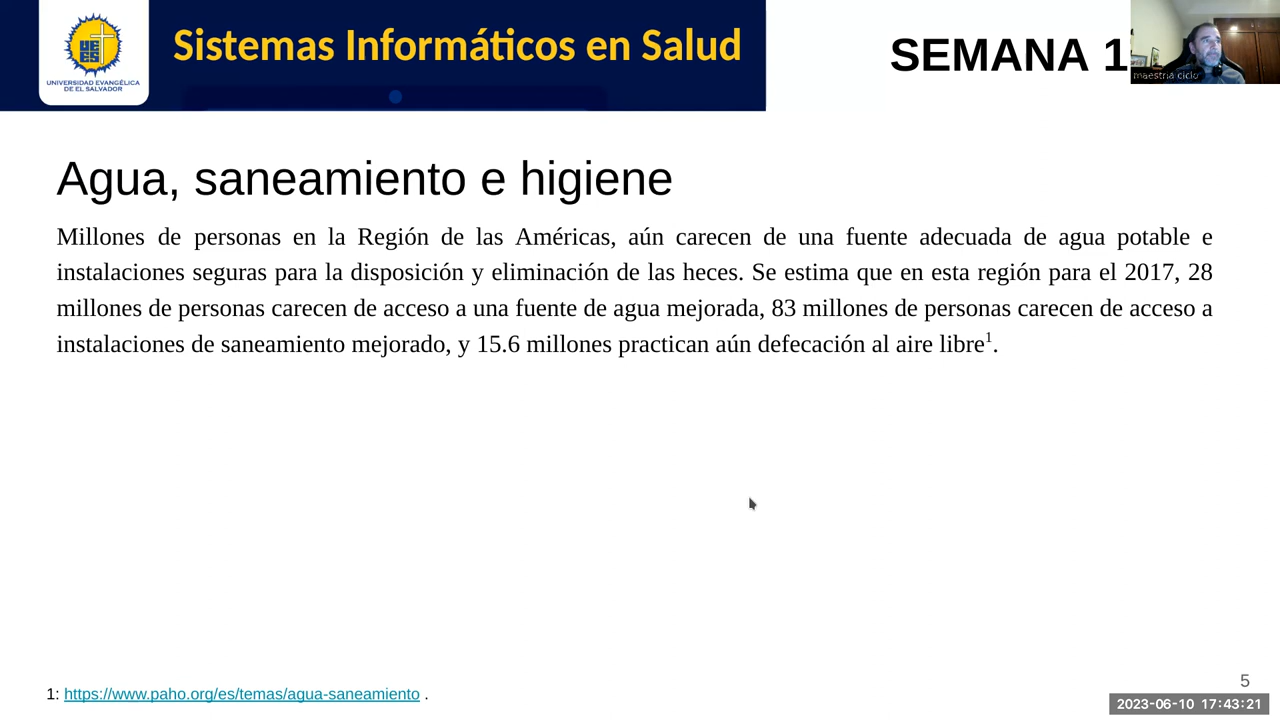 Sistemas Informáticos en Salud
UNIVERSIDAD EVANGÉLICA
DE EL SALVADOR
SEMANA 1
maestria ciclo
Agua, saneamiento e higiene
Millones de personas en la Región de las Américas, aún carecen de una fuente adecuada de agua potable e
instalaciones seguras para la disposición y eliminación de las heces. Se estima que en esta región para el 2017, 28
millones de personas carecen de acceso a una fuente de agua mejorada, 83 millones de personas carecen de acceso a
instalaciones de saneamiento mejorado, y 15.6 millones practican aún defecación al aire libre¹.
1: https://www.paho.org/es/temas/agua-saneamiento .
5
2023-06-10 17:43:21